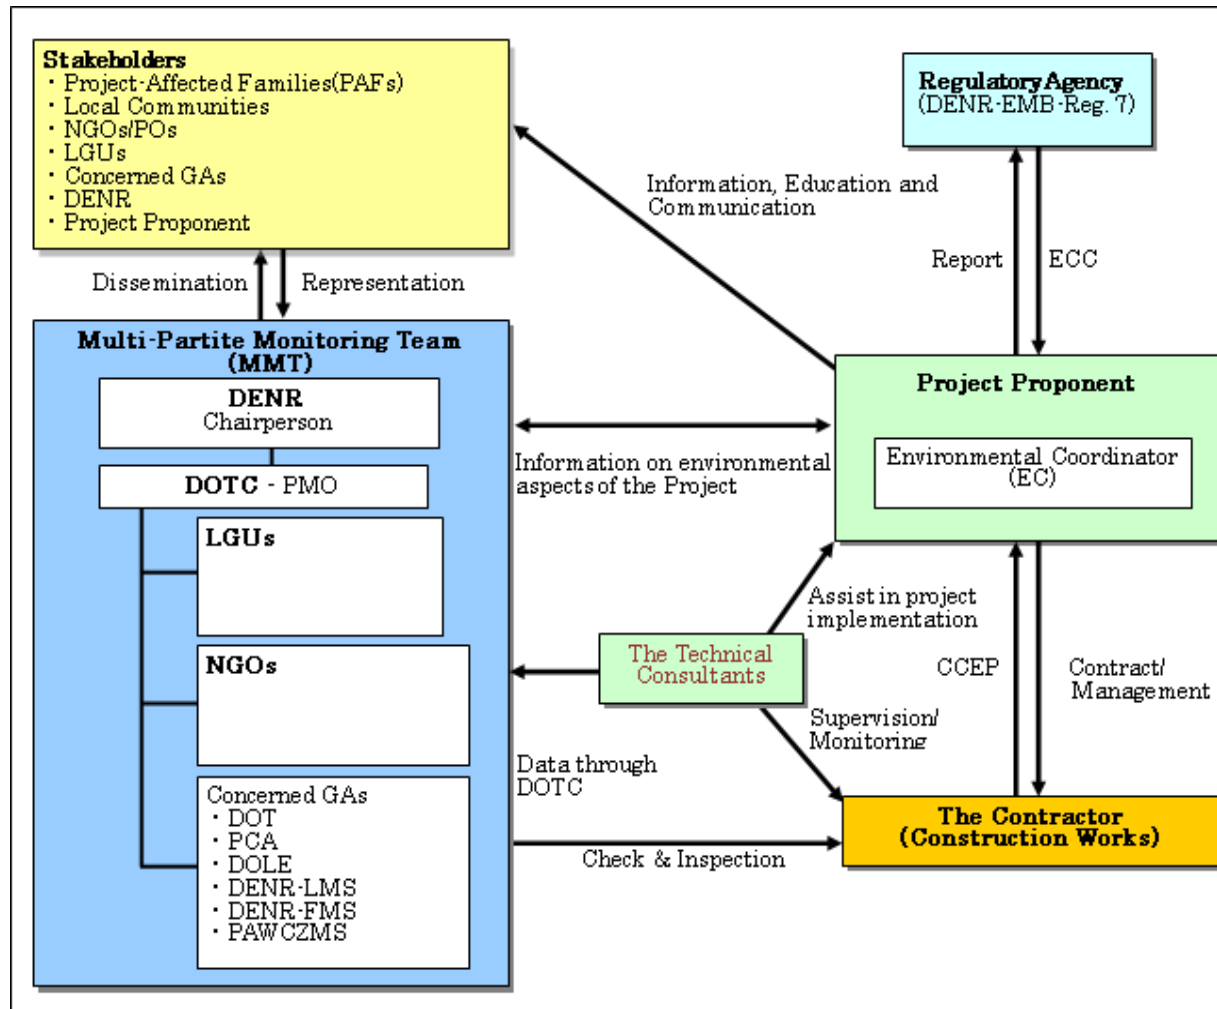 Stakeholders
・Project-Affected Families(PAFs)
・Local Communities
・NGOs/POs
・LGUs
・Concerned GAs
・DENR
・Project Proponent
Regulatory Agency
(DENR-EMB-Reg. 7)
Information, Education and
Communication
Report
ECC
Dissemination
Representation
Multi-Partite Monitoring Team
(MMT)
DENR
Chairperson
DOTC - PMO
LGUs
NGOs
Concerned GAs
・DOT
・PCA
・DOLE
・DENR-LMS
・DENR-FMS
・PAWCZMS
Project Proponent
Environmental Coordinator
(EC)
Information on environmental
aspects of the Project
Assist in project
implementation
The Technical
Consultants
CCEP
Contract/
Management
Supervision/
Monitoring
Data through
DOTC
The Contractor
(Construction Works)
Check & Inspection